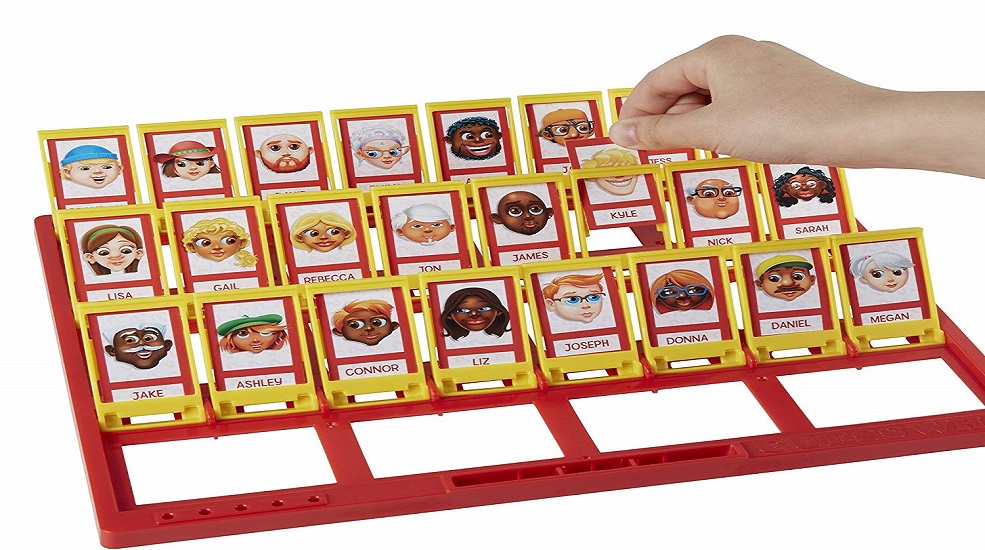 JESS
LISA
GAIL
REBECCA
JON
JAMES
KYLE
NICK
SARAH
JAKE
ASHLEY
CONNOR
LIZ
JOSEPH
DONNA
DANIEL
MEGAN